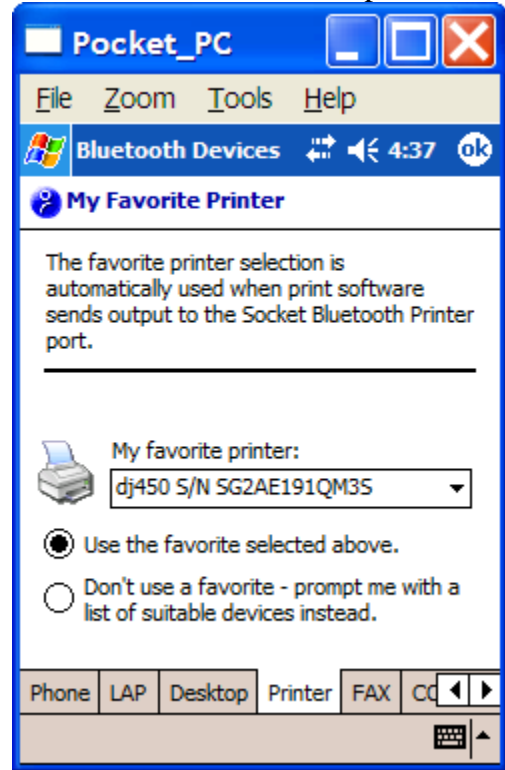 Pocket_PC
File Zoom Tools Help
Bluetooth Devices 4:37 ok
My Favorite Printer
The favorite printer selection is
automatically used when print software
sends output to the Socket Bluetooth Printer
port.
My favorite printer:
dj450 S/N SG2AE191QM3S
Use the favorite selected above.
Don't use a favorite - prompt me with a
list of suitable devices instead.
Phone LAP Desktop Printer FAX